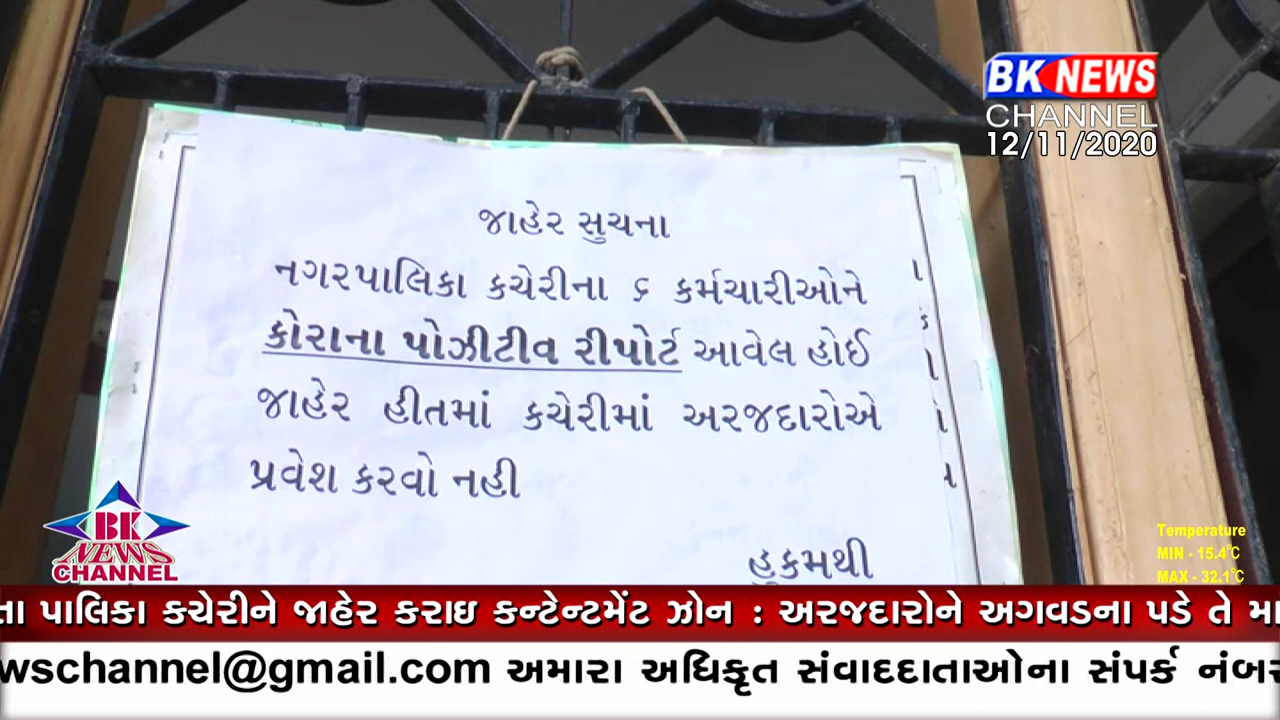 BK NEWS
CHANNEL
12/11/2020
જાહેર સુચના
નગરપાલિકા કચેરીના ૬ કર્મચારીઓને
કોરાના પોઝીટીવ રીપોર્ટ આવેલ હોઈ
જાહેર હીતમાં કચેરીમાં અરજદારોએ
પ્રવેશ કરવો નહી
હુકમથી
BK
NEWS
CHANNEL
Temperature
MIN - 15.4℃
MAX - 32.1℃
પાલિકા કચેરીને જાહેર કરાઇ કન્ટેન્ટમેંટ ઝોન : અરજદારોને અગવડના પડે તે
wschannel@gmail.com અમારા અધિકૃત સંવાદદાતાઓના સંપર્ક નંબર